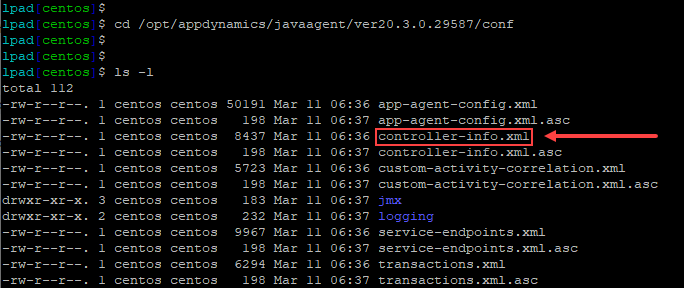 lpad[centos]$
lpad[centos]$ cd /opt/appdynamics/javaagent/ver20.3.0.29587/conf
lpad[centos]$
lpad[centos]$
lpad[centos]$ ls -l
total 112
-rw-r--r--. 1 centos centos 50191 Mar 11 06:36 app-agent-config.xml
-rw-r--r--. 1 centos centos 198 Mar 11 06:37 app-agent-config.xml.asc
-rw-r--r--. 1 centos centos 8437 Mar 11 06:36 controller-info.xml
-rw-r--r--. 1 centos centos 198 Mar 11 06:37 controller-info.xml.asc
-rw-r--r--. 1 centos centos 5723 Mar 11 06:36 custom-activity-correlation.xml
-rw-r--r--. 1 centos centos 198 Mar 11 06:37 custom-activity-correlation.xml.asc
drwxr-xr-x. 3 centos centos 183 Mar 11 06:37 jmx
drwxr-xr-x. 2 centos centos 232 Mar 11 06:37 logging
-rw-r--r--. 1 centos centos 9967 Mar 11 06:36 service-endpoints.xml
-rw-r--r--. 1 centos centos 198 Mar 11 06:37 service-endpoints.xml.asc
-rw-r--r--. 1 centos centos 6294 Mar 11 06:36 transactions.xml
-rw-r--r--. 1 centos centos 198 Mar 11 06:37 transactions.xml.asc